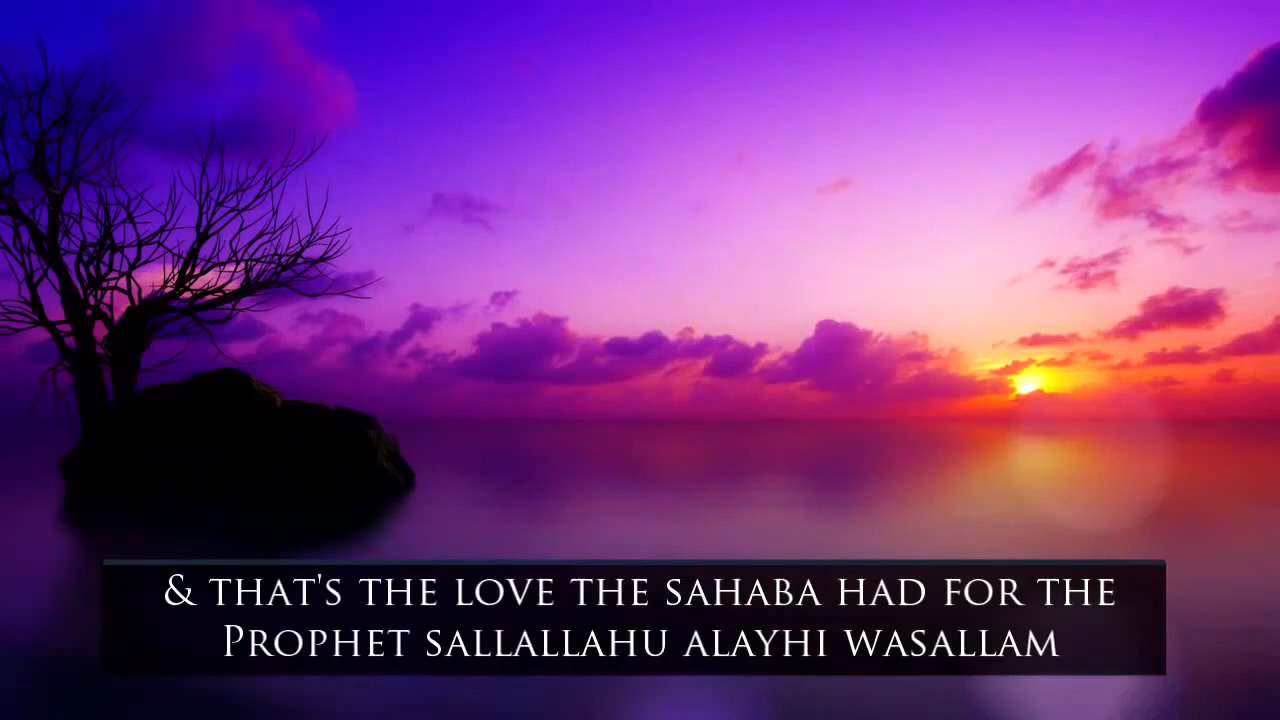 & that's the love the sahaba had for the
Prophet sallallahu alayhi wasallam